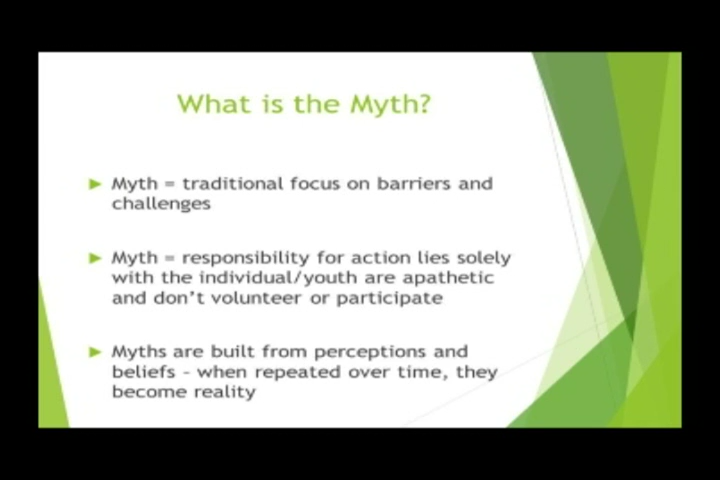 What is the Myth?
Myth = traditional focus on barriers and
challenges
Myth = responsibility for action lies solely
with the individual/youth are apathetic
and don't volunteer or participate
Myths are built from perceptions and
beliefs – when repeated over time, they
become reality